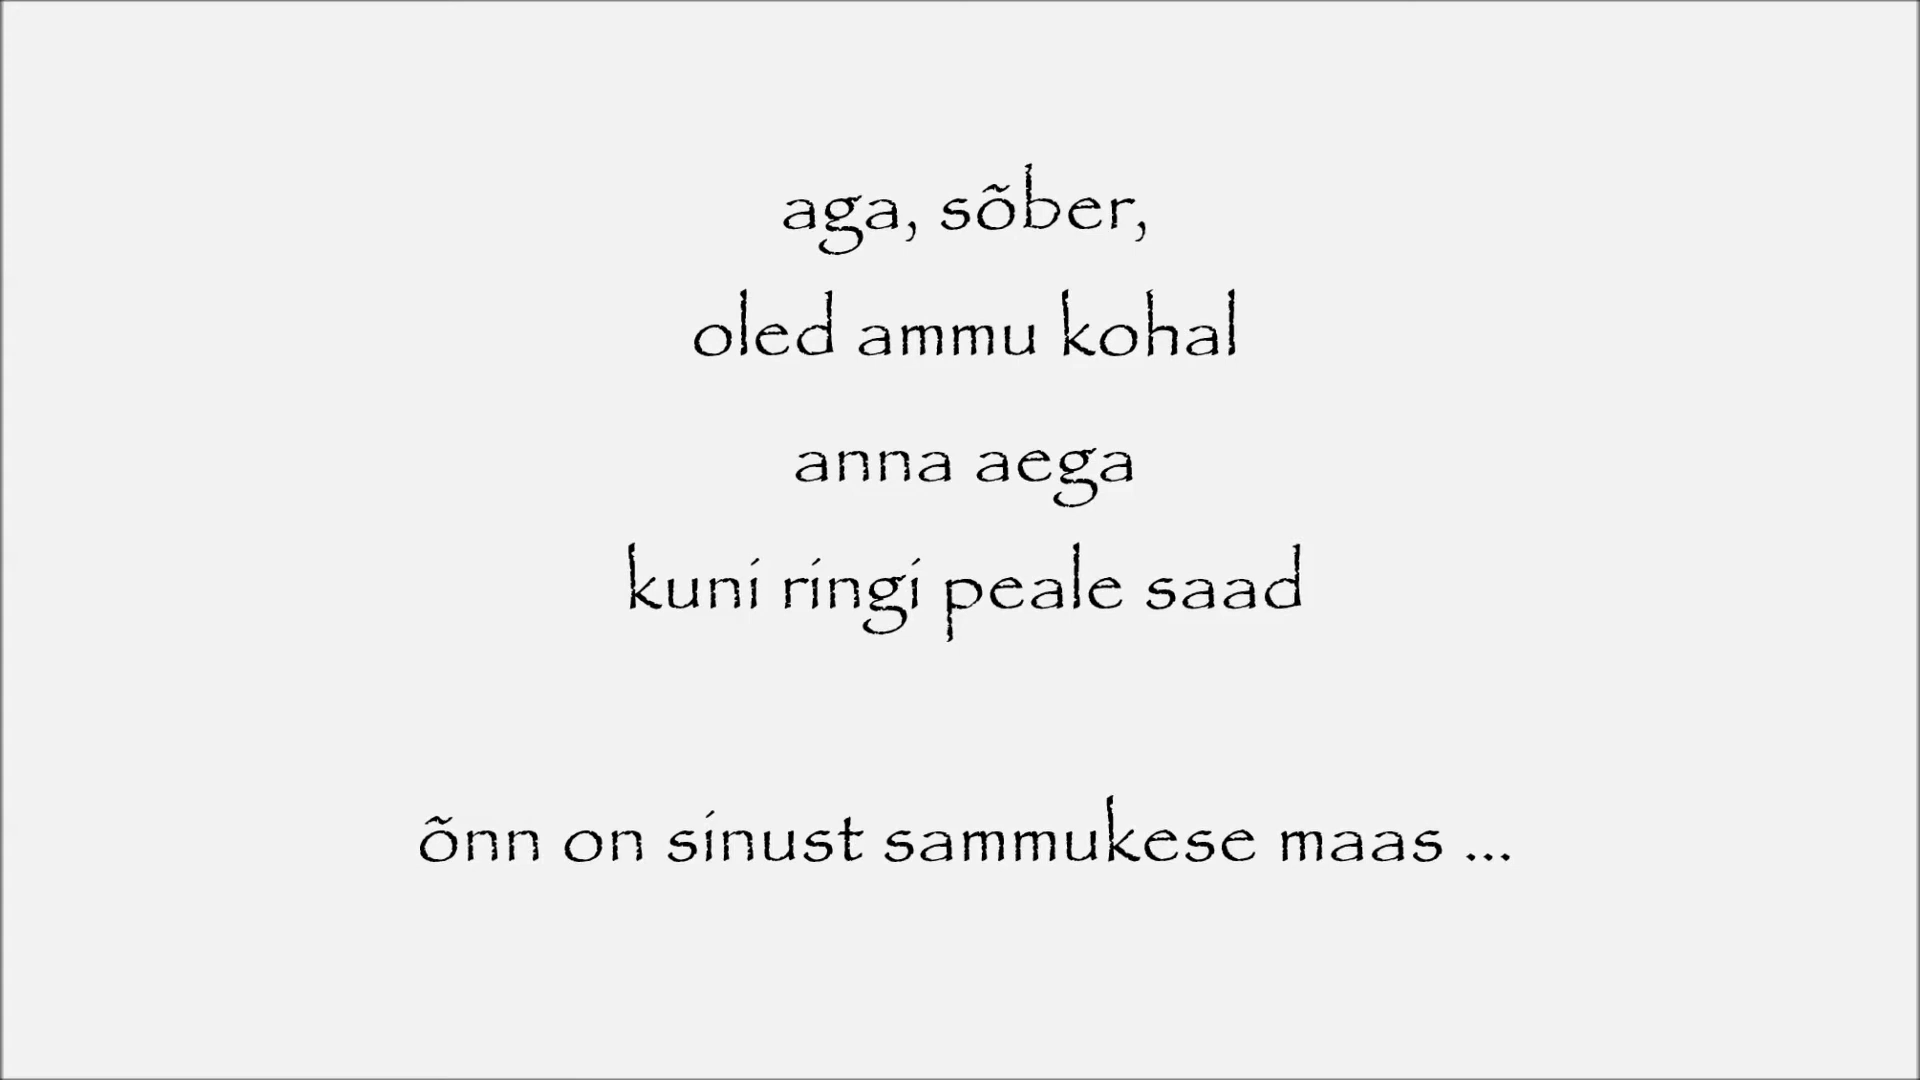 aga, sõber,
oled ammu kohal
anna aega
kuni ringi peale saad
õnn on sinust sammukese maas ...